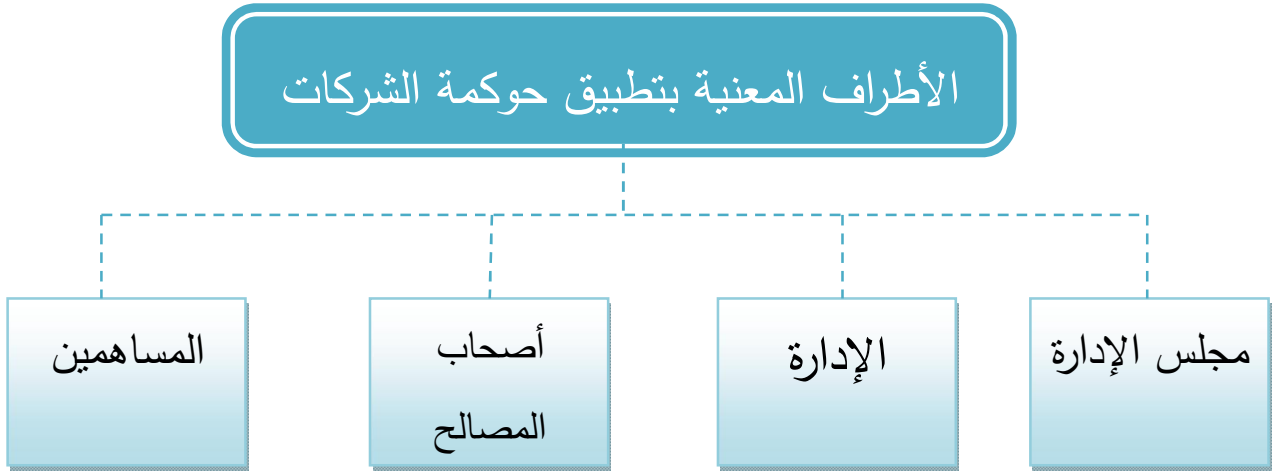 الأطراف المعنية بتطبيق حوكمة الشركات
مجلس الإدارة
الإدارة
أصحاب
المصالح
المساهمين